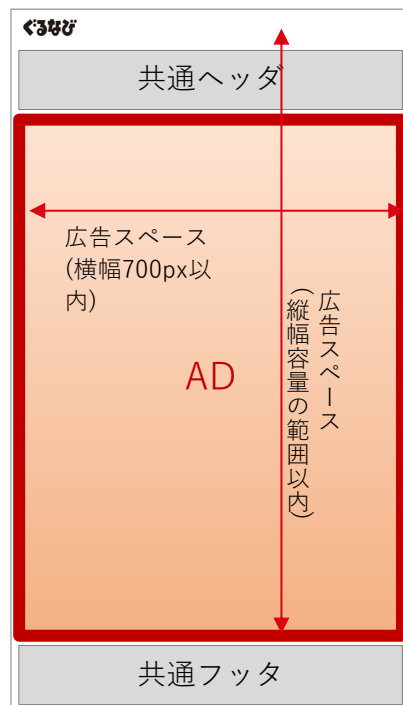 ぐるなび
共通ヘッダ
広告スペース
(横幅700px以
内)
広告スペース
(縦幅容量の範囲以内)
AD
共通フッタ